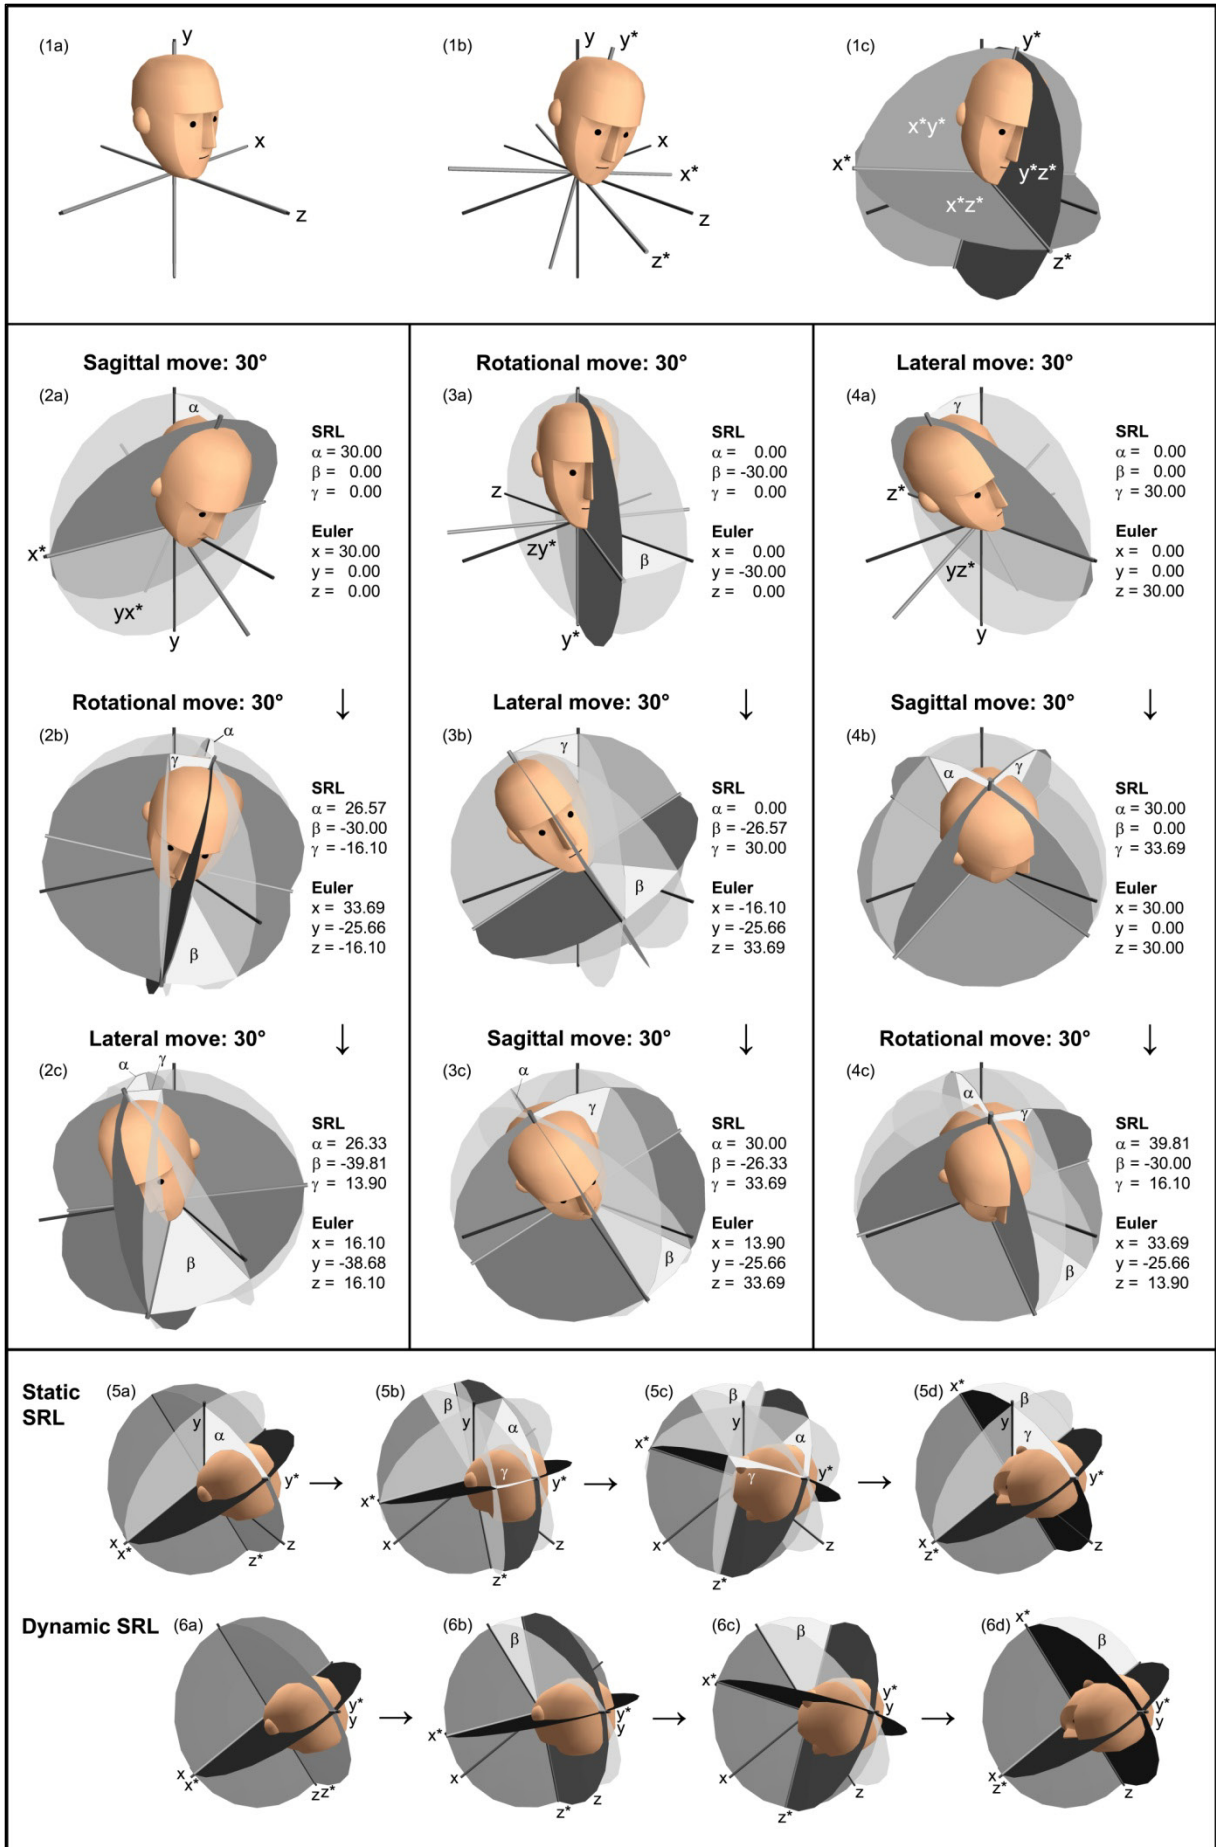 (1a)
y
x
z
(1b)
y
y*
x
x*
z
z*
(1c)
y*
x*y*
x*
y*z*
x*z*
z*
Sagittal move: 30°
(2a)
α
x*
yx*
y
SRL
α = 30.00
β = 0.00
γ = 0.00
Euler
x = 30.00
y = 0.00
z = 0.00
↓
Rotational move: 30°
(2b)
α
γ
β
SRL
α = 26.57
β = -30.00
γ = -16.10
Euler
x = 33.69
y = -25.66
z = -16.10
↓
Lateral move: 30°
(2c)
α
γ
β
SRL
α = 26.33
β = -39.81
γ = 13.90
Euler
x = 16.10
y = -38.68
z = 16.10
Rotational move: 30°
(3a)
z
zy*
β
y*
SRL
α = 0.00
β = -30.00
γ = 0.00
Euler
x = 0.00
y = -30.00
z = 0.00
↓
Lateral move: 30°
(3b)
γ
β
SRL
α = 0.00
β = -26.57
γ = 30.00
Euler
x = -16.10
y = -25.66
z = 33.69
↓
Sagittal move: 30°
(3c)
α
γ
β
SRL
α = 30.00
β = -26.33
γ = 33.69
Euler
x = 13.90
y = -25.66
z = 33.69
Lateral move: 30°
(4a)
γ
z*
yz*
y
SRL
α = 0.00
β = 0.00
γ = 30.00
Euler
x = 0.00
y = 0.00
z = 30.00
↓
Sagittal move: 30°
(4b)
α
γ
SRL
α = 30.00
β = 0.00
γ = 33.69
Euler
x = 30.00
y = 0.00
z = 30.00
↓
Rotational move: 30°
(4c)
α
γ
β
SRL
α = 39.81
β = -30.00
γ = 16.10
Euler
x = 33.69
y = -25.66
z = 13.90
Static
SRL
(5a)
y
α
y*
x
x*
z
z*
→
(5b)
β
y
α
γ
y*
x*
x
z
z*
→
(5c)
β
y
α
x*
γ
y*
x
z
z*
→
(5d)
x*
β
y
γ
y*
x
z*
z
Dynamic SRL
(6a)
y*
y
x
x*
z z*
→
(6b)
β
y*
y
x*
x
z*
z
→
(6c)
β
x*
y*
y
x
z
z*
→
(6d)
x*
β
y*
y
x
z*
z